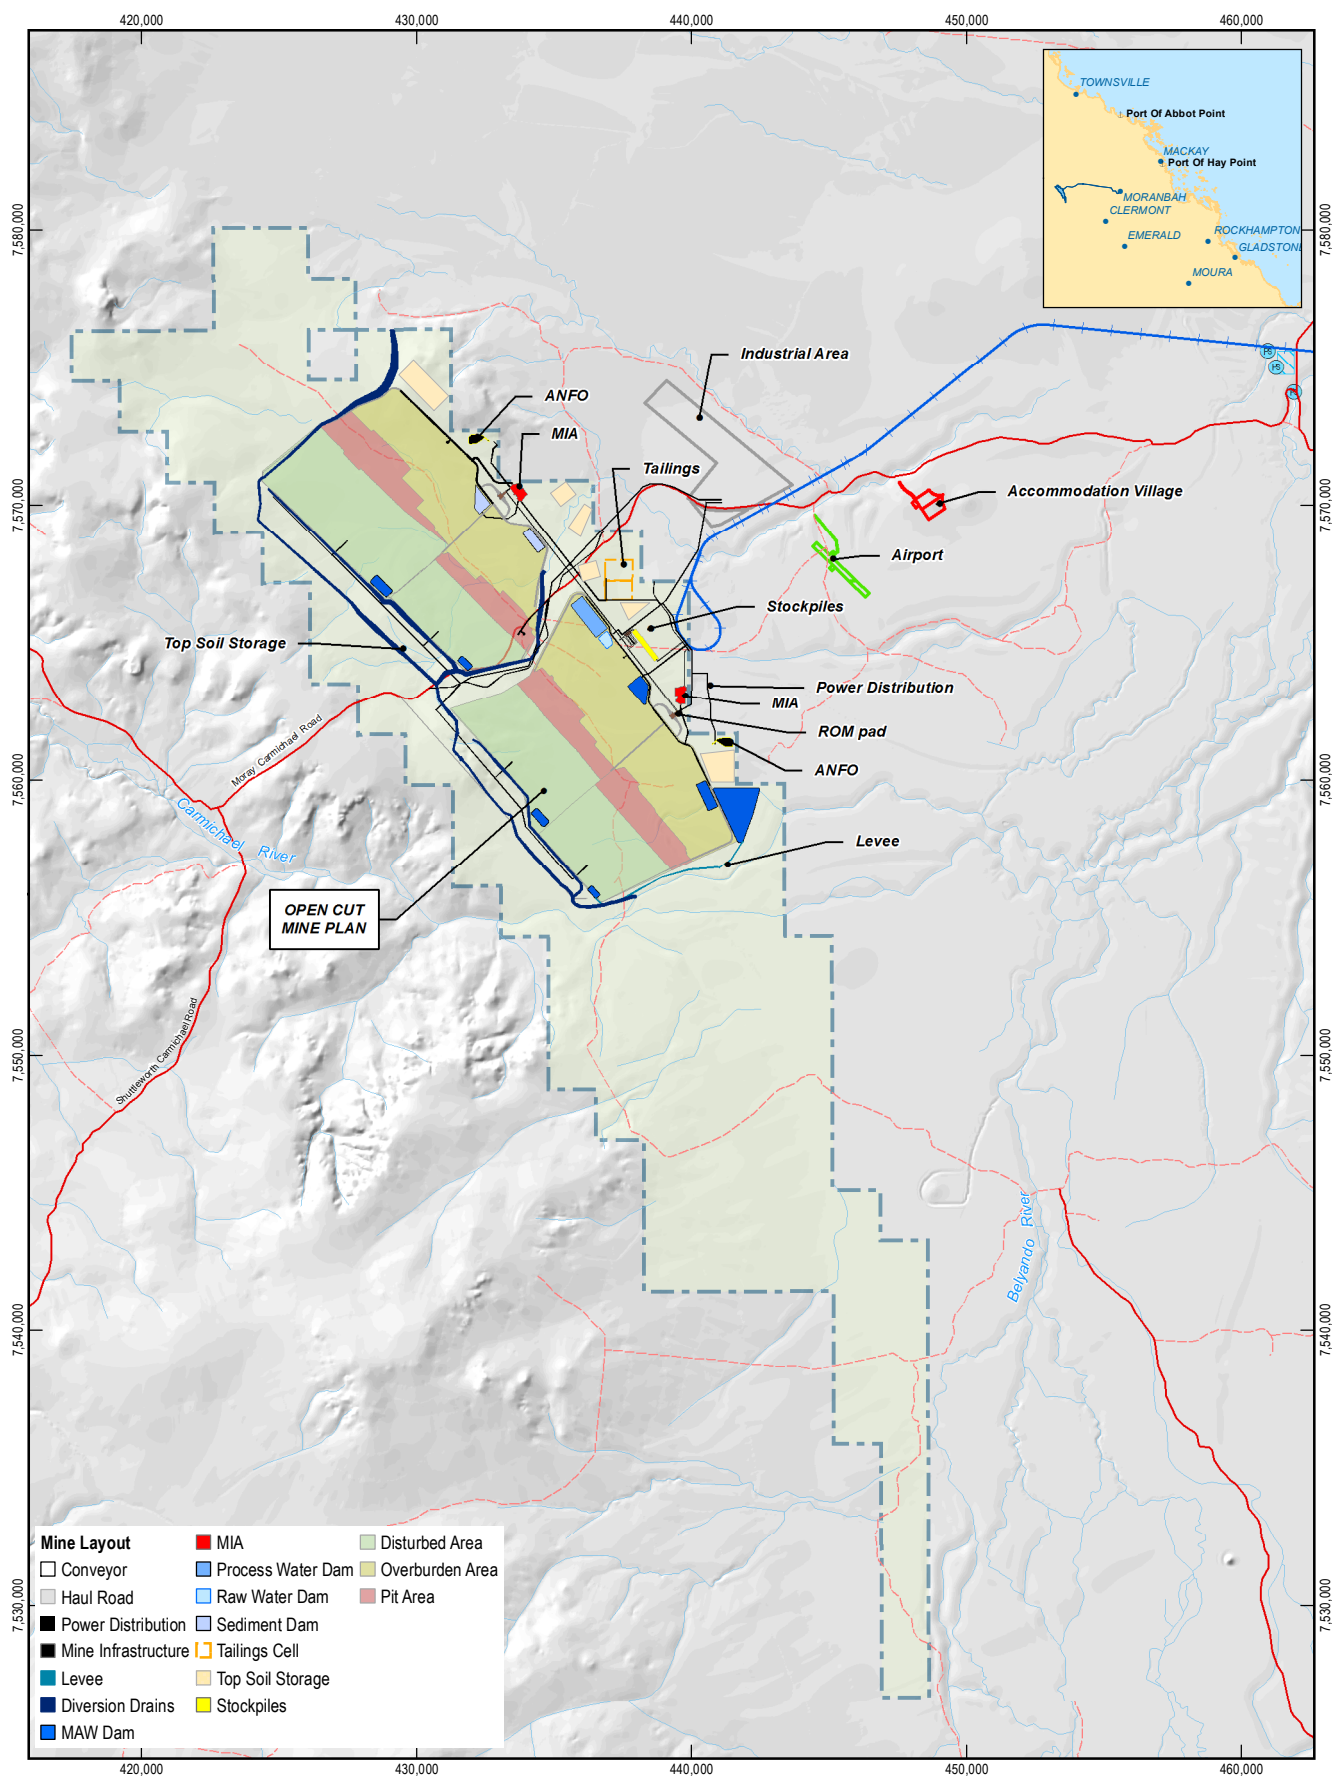 420,000
430,000
440,000
450,000
460,000
TOWNSVILLE
Port Of Abbot Point
MACKAY
Port Of Hay Point
MORANBAH
CLERMONT
EMERALD
ROCKHAMPTON
GLADSTONE
MOURA
7,580,000
7,580,000
Industrial Area
ANFO
MIA
Tailings
Accommodation Village
7,570,000
7,570,000
Airport
Stockpiles
Top Soil Storage
Power Distribution
MIA
ROM pad
ANFO
Moray Carmichael Road
7,560,000
7,560,000
Carmichael River
Levee
OPEN CUT
MINE PLAN
Shuttleworth Carmichael Road
7,550,000
7,550,000
Belyando River
7,540,000
7,540,000
7,530,000
7,530,000
Mine Layout
Conveyor
Haul Road
Power Distribution
Mine Infrastructure
Levee
Diversion Drains
MAW Dam
MIA
Process Water Dam
Raw Water Dam
Sediment Dam
Tailings Cell
Top Soil Storage
Stockpiles
Disturbed Area
Overburden Area
Pit Area
420,000
430,000
440,000
450,000
460,000